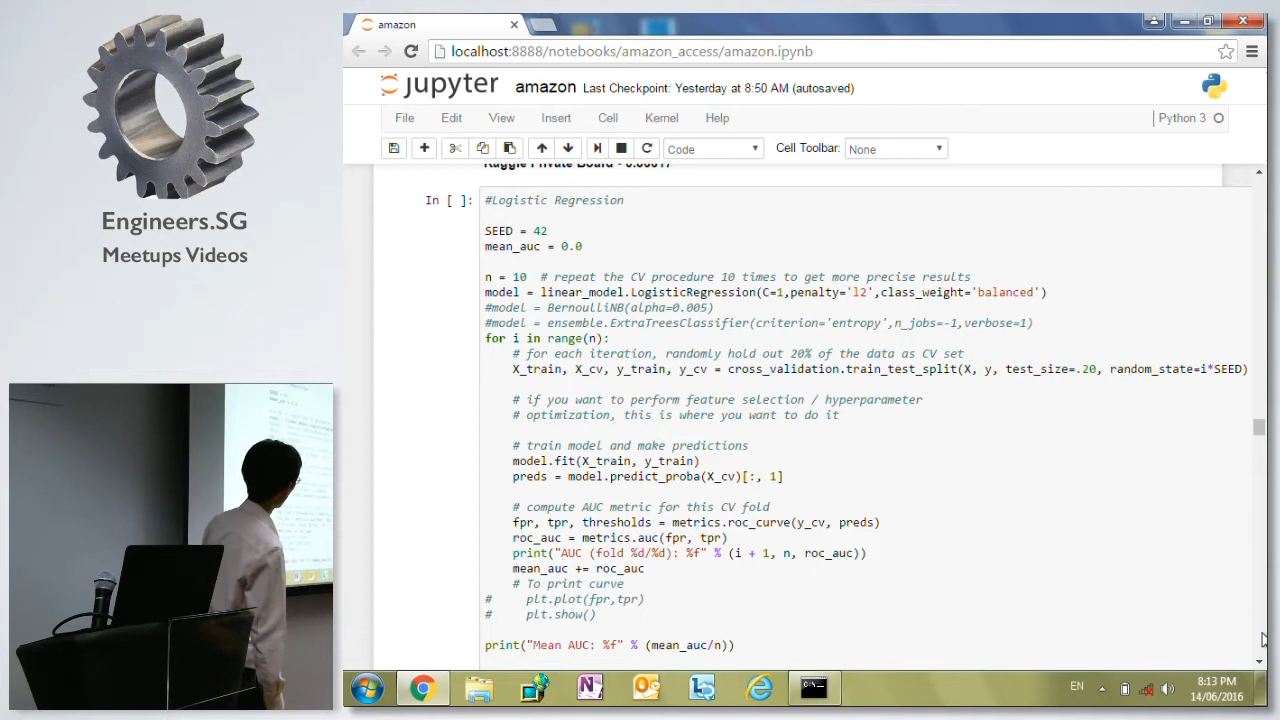 Engineers.SG
Meetups Videos
amazon
localhost:8888/notebooks/amazon_access/amazon.ipynb
jupyter amazon Last Checkpoint: Yesterday at 8:50 AM (autosaved)
File Edit View Insert Cell Kernel Help Python 3
Code Cell Toolbar: None
In [ ]:
#Logistic Regression
SEED = 42
mean_auc = 0.0
n = 10  # repeat the CV procedure 10 times to get more precise results
model = linear_model.LogisticRegression(C=1,penalty='l2',class_weight='balanced')
#model = BernoulliNB(alpha=0.005)
#model = ensemble.ExtraTreesClassifier(criterion='entropy',n_jobs=-1,verbose=1)
for i in range(n):
    # for each iteration, randomly hold out 20% of the data as CV set
    X_train, X_cv, y_train, y_cv = cross_validation.train_test_split(X, y, test_size=.20, random_state=i*SEED)
    # if you want to perform feature selection / hyperparameter
    # optimization, this is where you want to do it
    # train model and make predictions
    model.fit(X_train, y_train)
    preds = model.predict_proba(X_cv)[:, 1]
    # compute AUC metric for this CV fold
    fpr, tpr, thresholds = metrics.roc_curve(y_cv, preds)
    roc_auc = metrics.auc(fpr, tpr)
    print("AUC (fold %d/%d): %f" % (i + 1, n, roc_auc))
    mean_auc += roc_auc
    # To print curve
#     plt.plot(fpr,tpr)
#     plt.show()
print("Mean AUC: %f" % (mean_auc/n))
EN
8:13 PM
14/06/2016